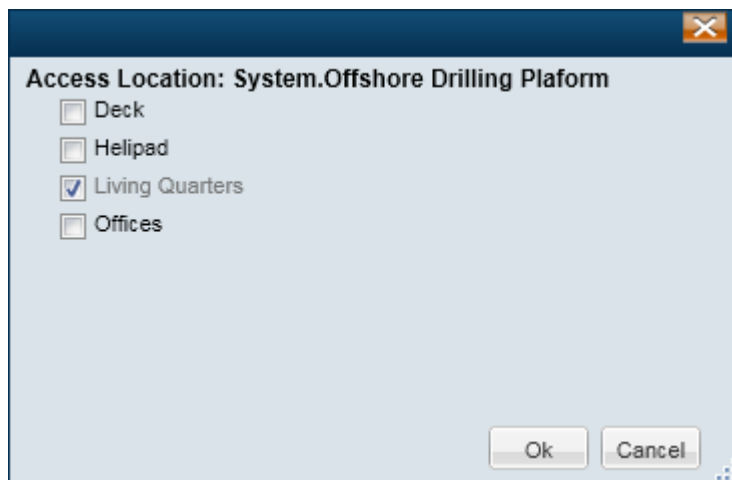 Access Location: System.Offshore Drilling Plaform
Deck
Helipad
Living Quarters
Offices
Ok Cancel